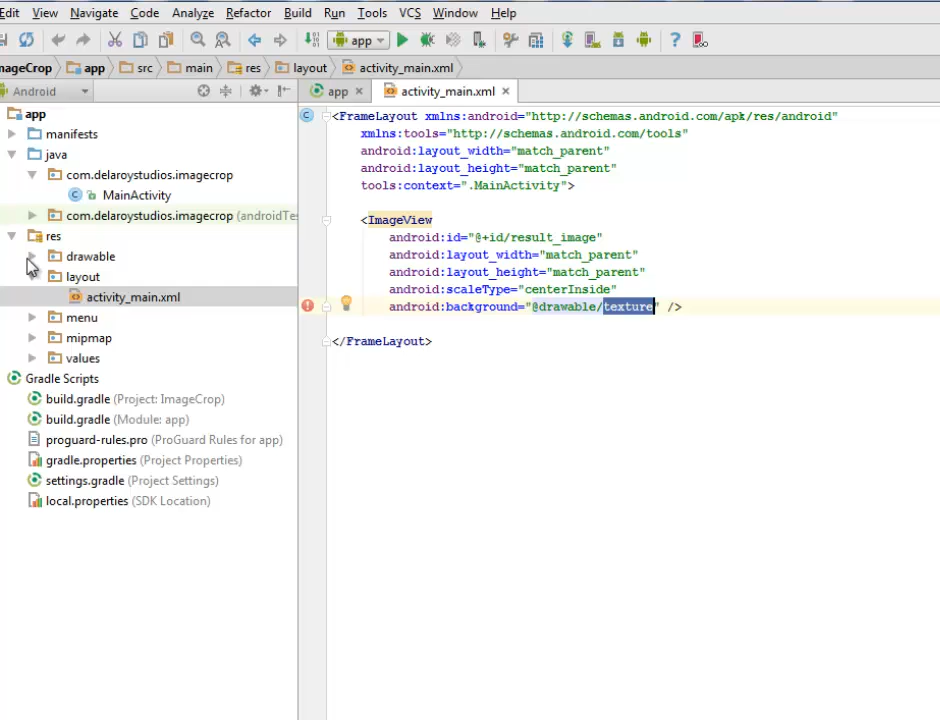 Edit View Navigate Code Analyze Refactor Build Run Tools VCS Window Help
app
ImageCrop app src main res layout activity_main.xml
Android
app activity_main.xml
app
manifests
java
com.delaroystudios.imagecrop
MainActivity
com.delaroystudios.imagecrop (androidTes
res
drawable
layout
activity_main.xml
menu
mipmap
values
Gradle Scripts
build.gradle (Project: ImageCrop)
build.gradle (Module: app)
proguard-rules.pro (ProGuard Rules for app)
gradle.properties (Project Properties)
settings.gradle (Project Settings)
local.properties (SDK Location)
<FrameLayout xmlns:android="http://schemas.android.com/apk/res/android"
xmlns:tools="http://schemas.android.com/tools"
android:layout_width="match_parent"
android:layout_height="match_parent"
tools:context=".MainActivity">
<ImageView
android:id="@+id/result_image"
android:layout_width="match_parent"
android:layout_height="match_parent"
android:scaleType="centerInside"
android:background="@drawable/texture" />
</FrameLayout>